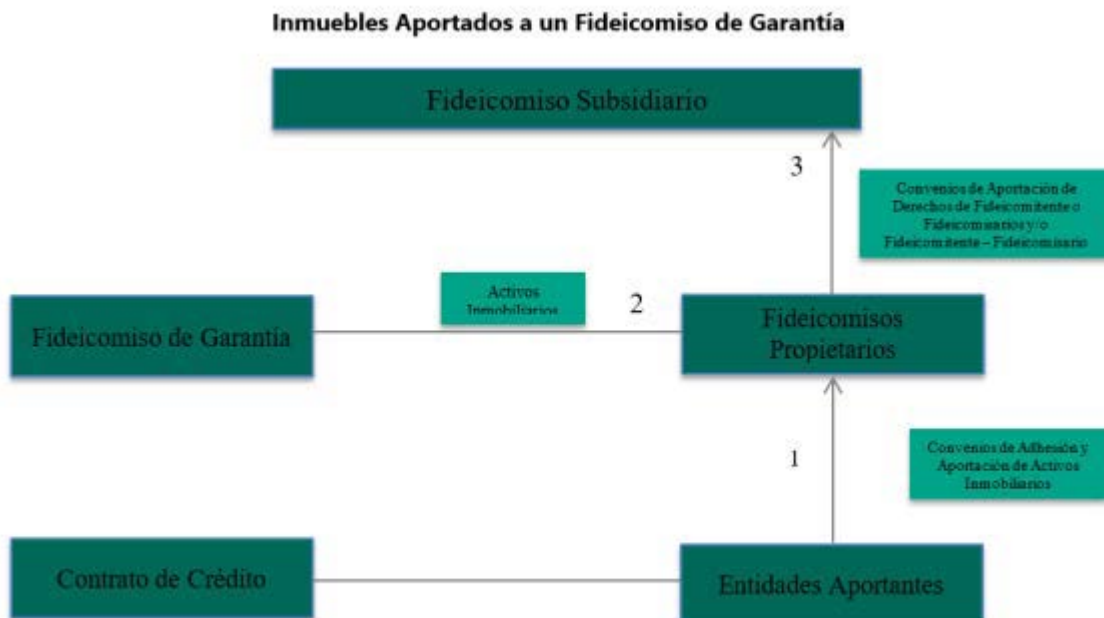 Inmuebles Aportados a un Fideicomiso de Garantía
Fideicomiso Subsidiario
3
Convenios de Aportación de
Derechos de Fideicomitente o
Fideicomisarios y/o
Fideicomitente – Fideicomisario
Activos
Inmobiliarios
2
Fideicomiso de Garantía
Fideicomisos
Propietarios
1
Convenios de Adhesión y
Aportación de Activos
Inmobiliarios
Contrato de Crédito
Entidades Aportantes